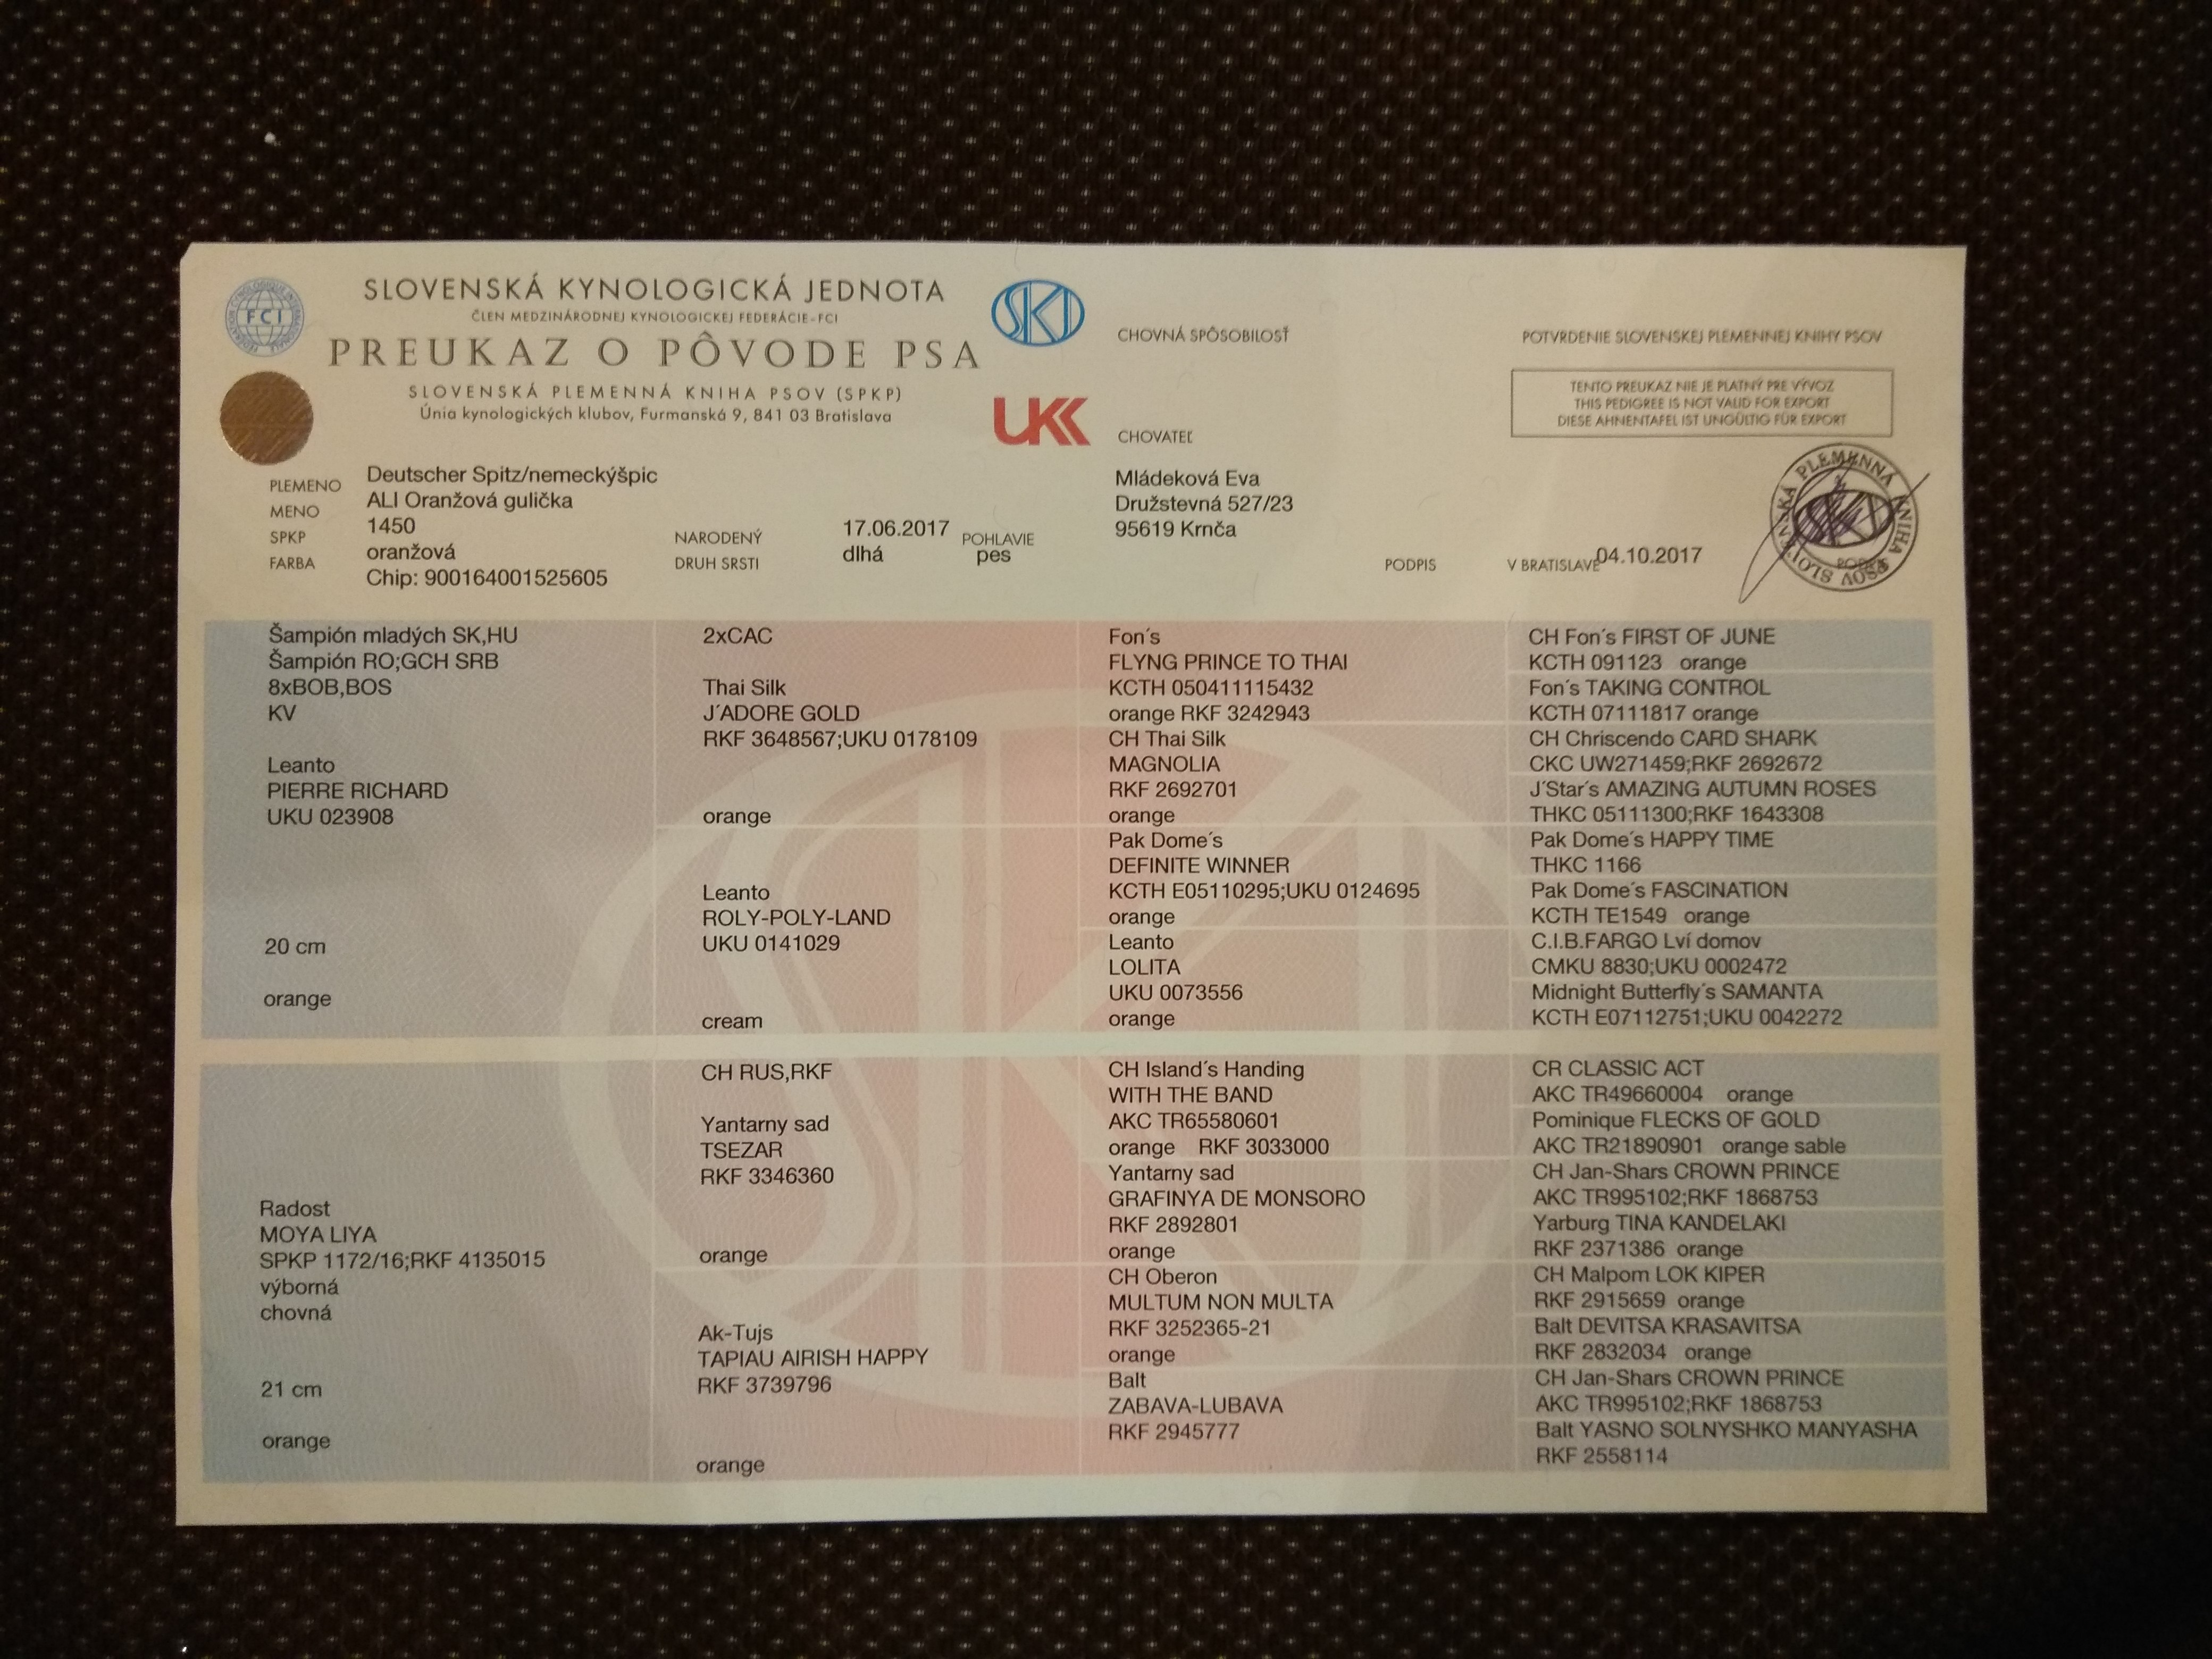 SLOVENSKÁ KYNOLOGICKÁ JEDNOTA
ČLEN MEDZINÁRODNEJ KYNOLOGICKEJ FEDERÁCIE-FCI
PREUKAZ O PÔVODE PSA
SLOVENSKÁ PLEMENNÁ KNIHA PSOV (SPKP)
Únia kynologických klubov, Furmanská 9, 841 03 Bratislava
FCI
SKJ
UKK
CHOVNÁ SPÔSOBILOSŤ
POTVRDENIE SLOVENSKEJ PLEMENNEJ KNIHY PSOV
TENTO PREUKAZ NIE JE PLATNÝ PRE VÝVOZ
THIS PEDIGREE IS NOT VALID FOR EXPORT
DIESE AHNENTAFEL IST UNGÜLTIG FÜR EXPORT
CHOVATEĽ
Mládeková Eva
Družstevná 527/23
95619 Krnča
PLEMENO Deutscher Spitz/nemeckýšpic
MENO ALI Oranžová gulička
SPKP 1450
FARBA oranžová
Chip: 900164001525605
NARODENÝ 17.06.2017 POHLAVIE pes
DRUH SRSTI dlhá
PODPIS
V BRATISLAVE 04.10.2017
SLOVENSKÁ PLEMENNÁ KNIHA PSOV
SKJ
Šampión mladých SK,HU
Šampión RO;GCH SRB
8xBOB,BOS
KV
Leanto
PIERRE RICHARD
UKU 023908
20 cm
orange
2xCAC
Thai Silk
J´ADORE GOLD
RKF 3648567;UKU 0178109
orange
Leanto
ROLY-POLY-LAND
UKU 0141029
cream
Fon´s
FLYNG PRINCE TO THAI
KCTH 050411115432
orange RKF 3242943
CH Thai Silk
MAGNOLIA
RKF 2692701
orange
Pak Dome´s
DEFINITE WINNER
KCTH E05110295;UKU 0124695
orange
Leanto
LOLITA
UKU 0073556
orange
CH Fon´s FIRST OF JUNE
KCTH 091123 orange
Fon´s TAKING CONTROL
KCTH 07111817 orange
CH Chriscendo CARD SHARK
CKC UW271459;RKF 2692672
J´Star´s AMAZING AUTUMN ROSES
THKC 05111300;RKF 1643308
Pak Dome´s HAPPY TIME
THKC 1166
Pak Dome´s FASCINATION
KCTH TE1549 orange
C.I.B.FARGO Lví domov
CMKU 8830;UKU 0002472
Midnight Butterfly´s SAMANTA
KCTH E07112751;UKU 0042272
Radost
MOYA LIYA
SPKP 1172/16;RKF 4135015
výborná
chovná
21 cm
orange
CH RUS,RKF
Yantarny sad
TSEZAR
RKF 3346360
orange
Ak-Tujs
TAPIAU AIRISH HAPPY
RKF 3739796
orange
CH Island´s Handing
WITH THE BAND
AKC TR65580601
orange RKF 3033000
Yantarny sad
GRAFINYA DE MONSORO
RKF 2892801
orange
CH Oberon
MULTUM NON MULTA
RKF 3252365-21
orange
Balt
ZABAVA-LUBAVA
RKF 2945777
CR CLASSIC ACT
AKC TR49660004 orange
Pominique FLECKS OF GOLD
AKC TR21890901 orange sable
CH Jan-Shars CROWN PRINCE
AKC TR995102;RKF 1868753
Yarburg TINA KANDELAKI
RKF 2371386 orange
CH Malpom LOK KIPER
RKF 2915659 orange
Balt DEVITSA KRASAVITSA
RKF 2832034 orange
CH Jan-Shars CROWN PRINCE
AKC TR995102;RKF 1868753
Balt YASNO SOLNYSHKO MANYASHA
RKF 2558114